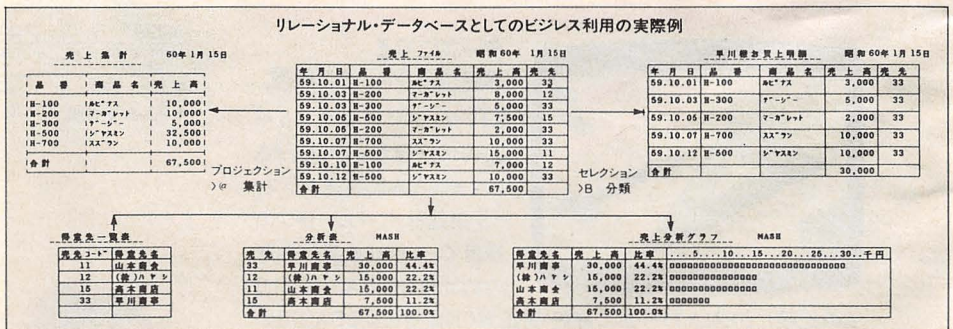 リレーショナル・データベースとしてのビジレス利用の実際例
売上集計 60年1月15日
品番 商品名 売上高
H-100 ルピナス 10,000
H-200 マーガレット 10,000
H-300 デージー 5,000
H-500 ジャスミン 32,500
H-700 スズラン 10,000
合計 67,500
プロジェクション
>@ 集計
売上ファイル 昭和60年 1月15日
年月日 品番 商品名 売上高 売先
59.10.01 H-100 ルピナス 3,000 33
59.10.03 H-200 マーガレット 8,000 12
59.10.03 H-300 デージー 5,000 33
59.10.05 H-500 ジャスミン 7,500 15
59.10.05 H-200 マーガレット 2,000 33
59.10.07 H-700 スズラン 10,000 33
59.10.07 H-500 ジャスミン 15,000 11
59.10.10 H-100 ルピナス 7,000 12
59.10.12 H-500 ジャスミン 10,000 33
合計 67,500
セレクション
>B 分類
早川様お買上明細 昭和60年 1月15日
年月日 品番 商品名 売上高 売先
59.10.01 H-100 ルピナス 3,000 33
59.10.03 H-300 デージー 5,000 33
59.10.05 H-200 マーガレット 2,000 33
59.10.07 H-700 スズラン 10,000 33
59.10.12 H-500 ジャスミン 10,000 33
合計 30,000
得意先一覧表
売先コード 得意先名
11 山本商会
12 (株)ハヤシ
15 高木商店
33 早川商事
分析表 MASH
売先 得意先名 売上高 比率
33 早川商事 30,000 44.4%
12 (株)ハヤシ 15,000 22.2%
11 山本商会 15,000 22.2%
15 高木商店 7,500 11.2%
合計 67,500 100.0%
売上分析グラフ MASH
得意先名 売上高 比率 ....5....10...15...20...25...30..千円
早川商事 30,000 44.4%
(株)ハヤシ 15,000 22.2%
山本商会 15,000 22.2%
高木商店 7,500 11.2%
合計 67,500 100.0%